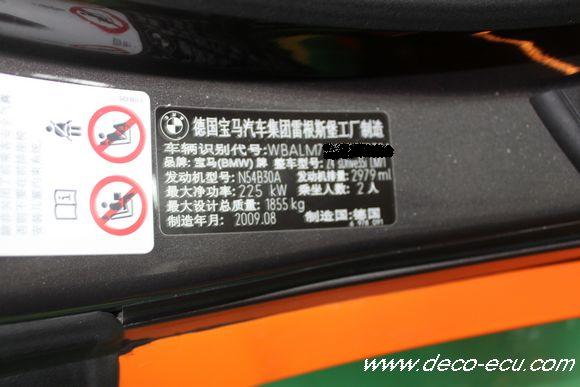 德国宝马汽车集团雷根斯堡工厂制造
车辆识别代号: WBALM7
品牌: 宝马(BMW)牌 整车型号:
发动机型号: N54B30A 发动机排量: 2979 ml
最大净功率: 225 kW 乘坐人数: 2 人
最大设计总质量: 1855 kg
制造年月: 2009.08 制造国: 德国
www.deco-ecu.com